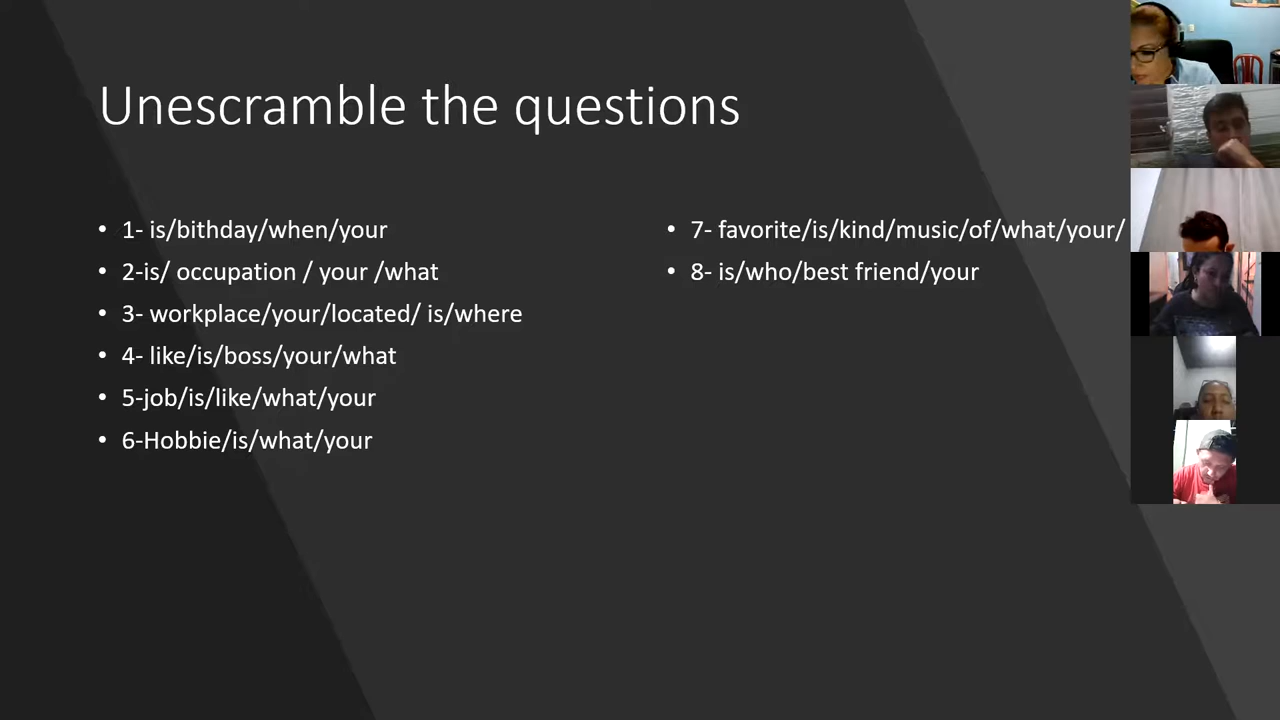 Unescramble the questions
• 1- is/bithday/when/your
• 2-is/ occupation / your /what
• 3- workplace/your/located/ is/where
• 4- like/is/boss/your/what
• 5-job/is/like/what/your
• 6-Hobbie/is/what/your
• 7- favorite/is/kind/music/of/what/your/
• 8- is/who/best friend/your